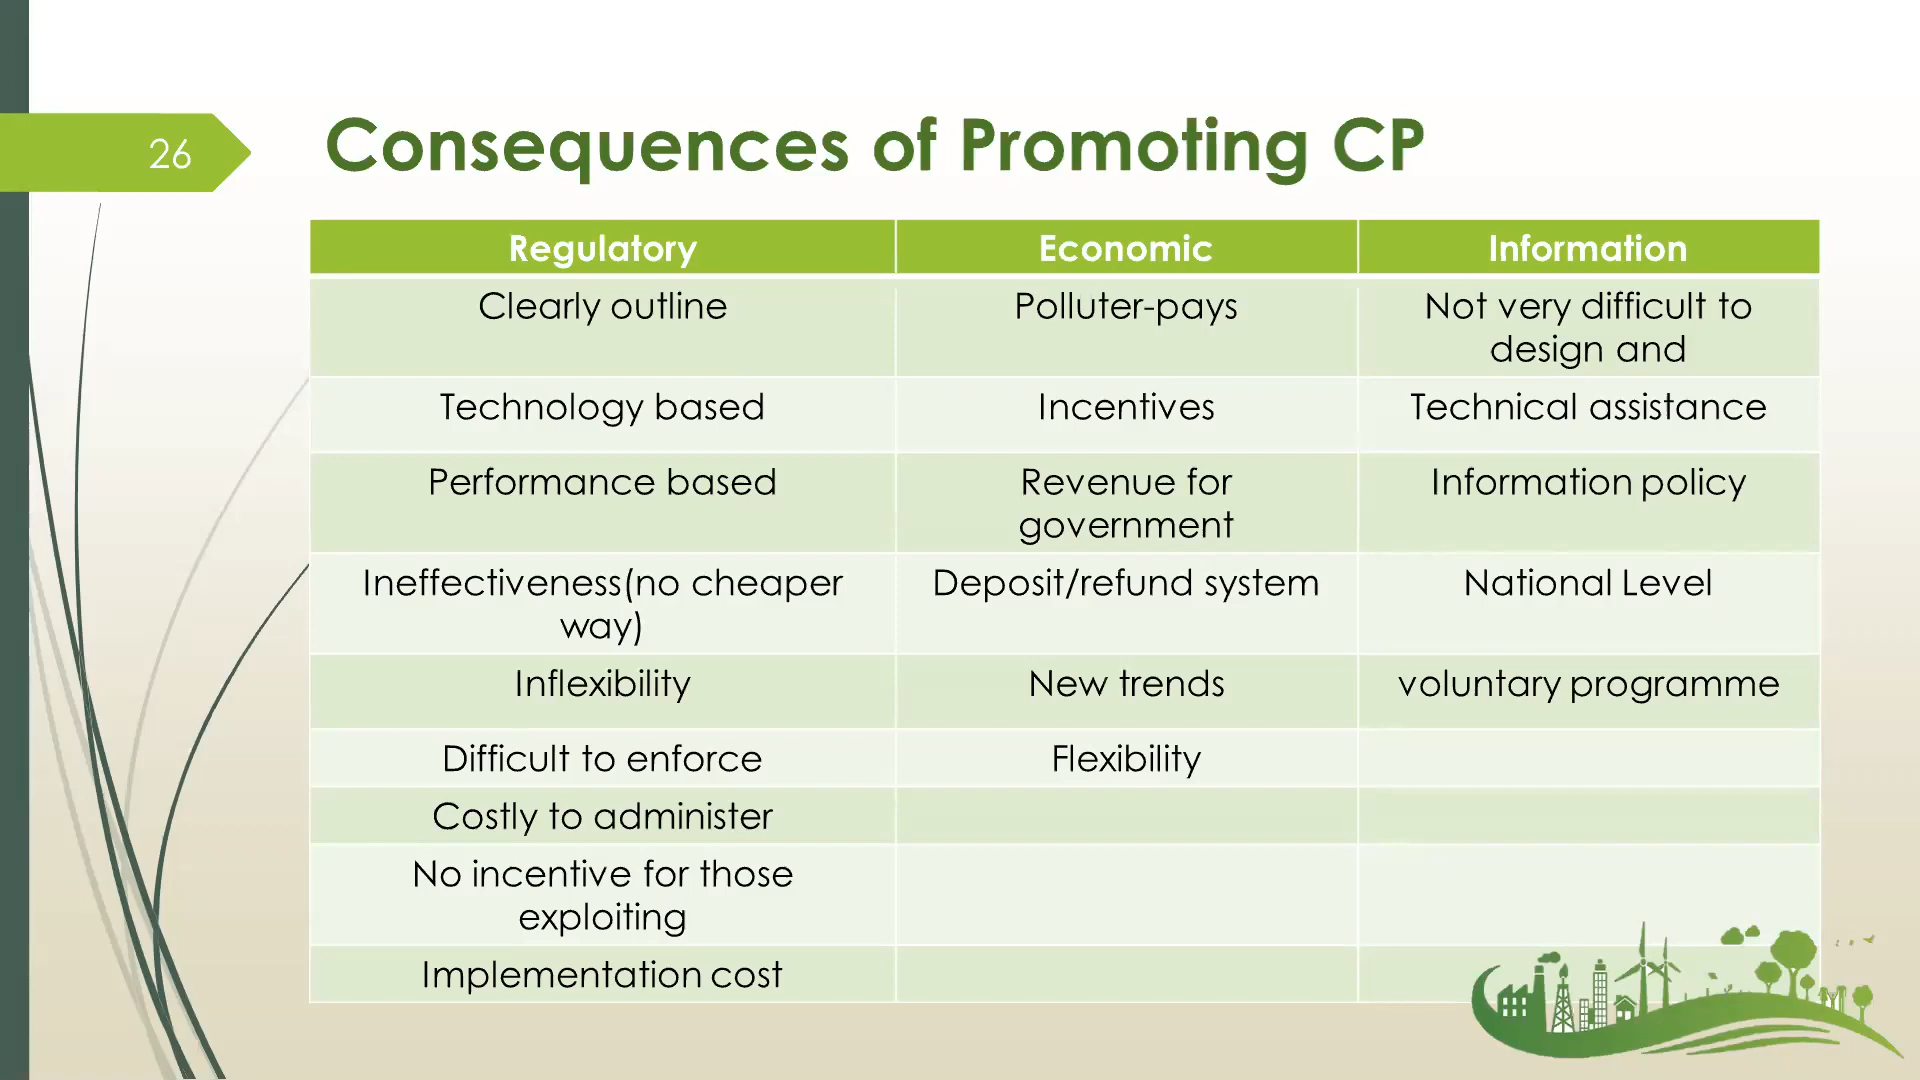 26
Consequences of Promoting CP
Regulatory Economic Information
Clearly outline Polluter-pays Not very difficult to
design and
Technology based Incentives Technical assistance
Performance based Revenue for Information policy
government
Ineffectiveness(no cheaper Deposit/refund system National Level
way)
Inflexibility New trends voluntary programme
Difficult to enforce Flexibility
Costly to administer
No incentive for those
exploiting
Implementation cost